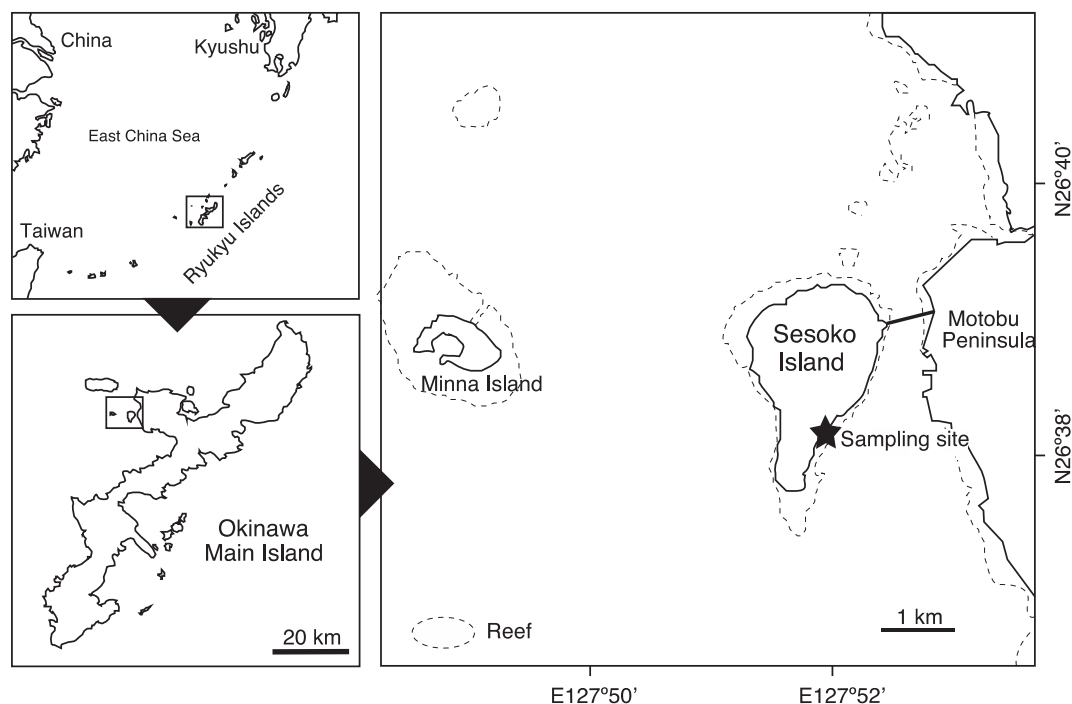 China
Kyushu
East China Sea
Ryukyu Islands
Taiwan
Okinawa
Main Island
20 km
Minna Island
Sesoko
Island
Motobu
Peninsula
Sampling site
Reef
1 km
N26°40’
N26°38’
E127°50’
E127°52’